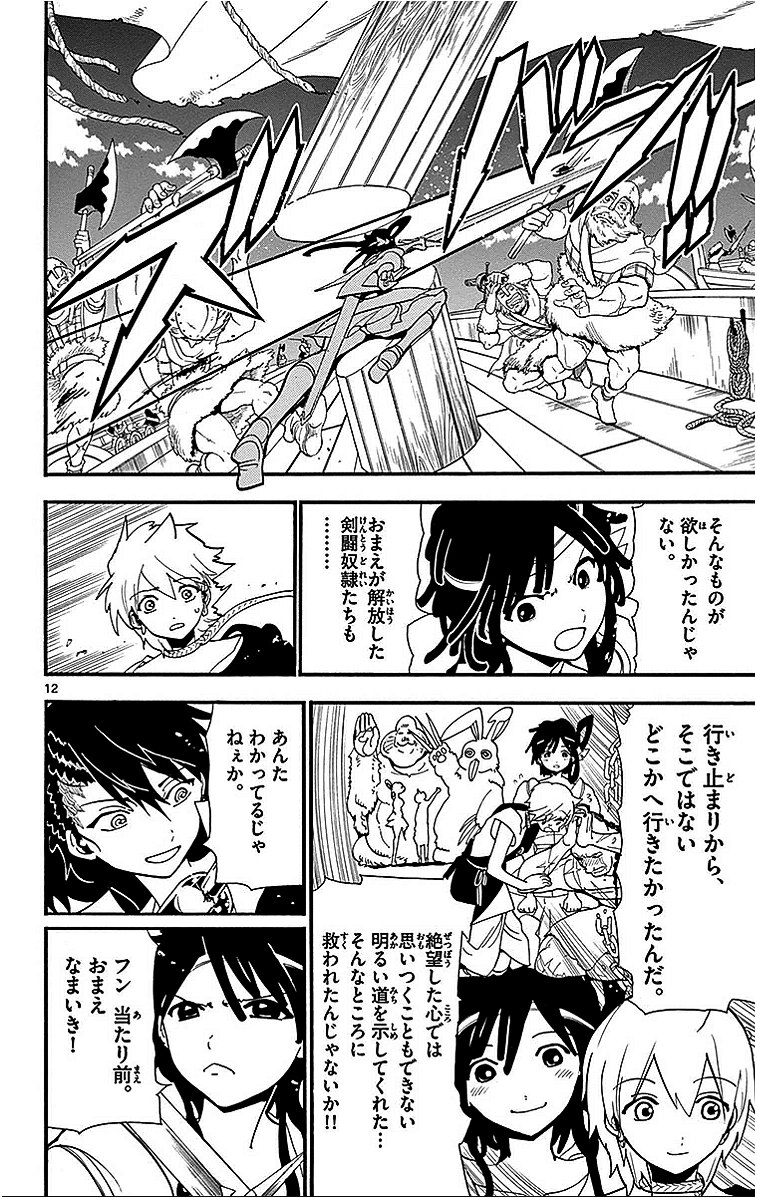 ズババババッ!!
そんなものが
欲しかったんじゃ
ない。
おまえが解放した
剣闘奴隷たちも
………
12
行き止まりから、
そこではない
どこかへ行きたかったんだ。
絶望した心では
思いつくこともできない
明るい道を示してくれた…
そんなところに
救われたんじゃないか!!
あんた
わかってるじゃ
ねぇか。
フン 当たり前。
おまえ
なまいき!